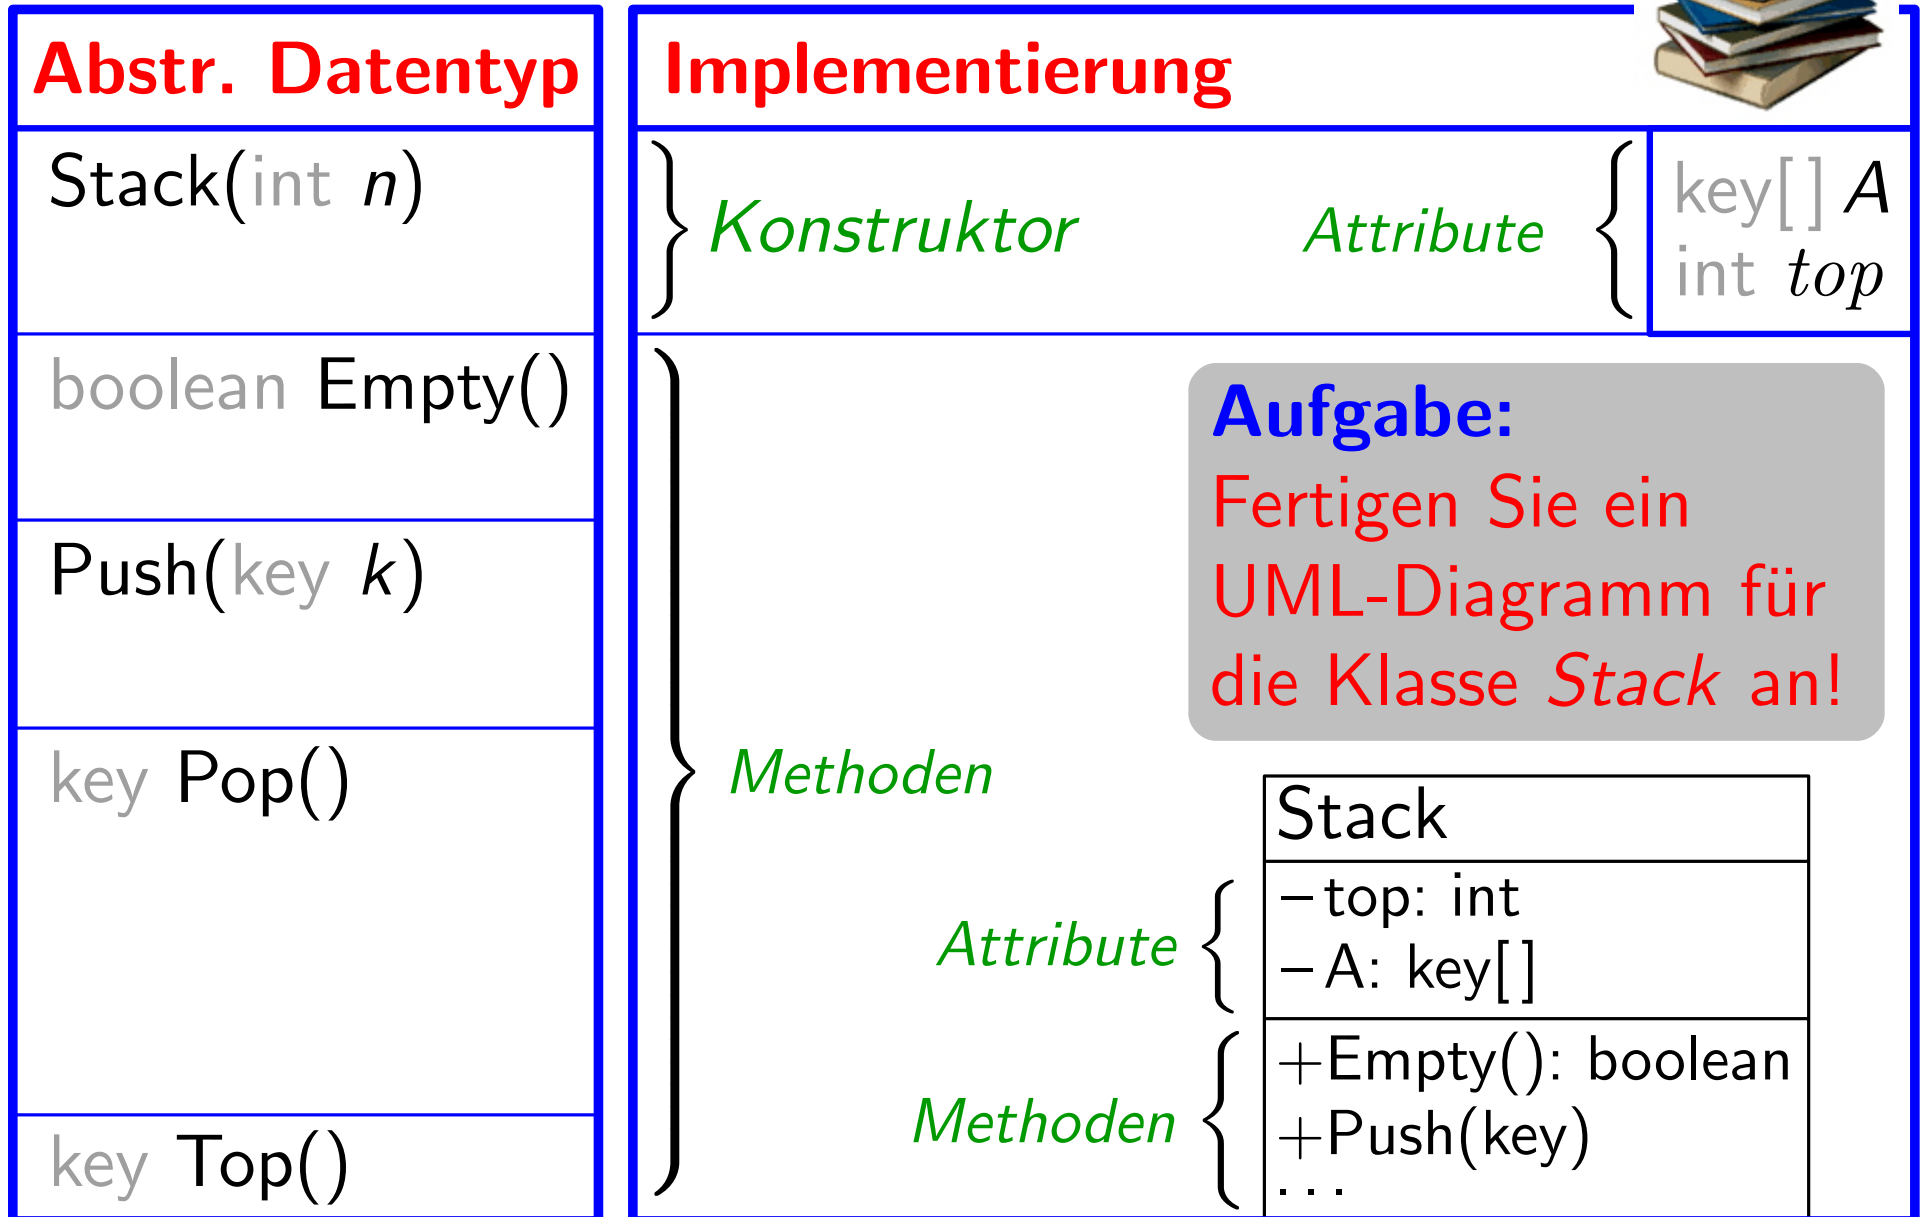 Abstr. Datentyp
Implementierung
Stack(int n)
Konstruktor
Attribute
key[] A
int top
boolean Empty()
Push(key k)
key Pop()
key Top()
Methoden
Aufgabe:
Fertigen Sie ein
UML-Diagramm für
die Klasse Stack an!
Stack
Attribute
–top: int
–A: key[]
Methoden
+Empty(): boolean
+Push(key)
. . .